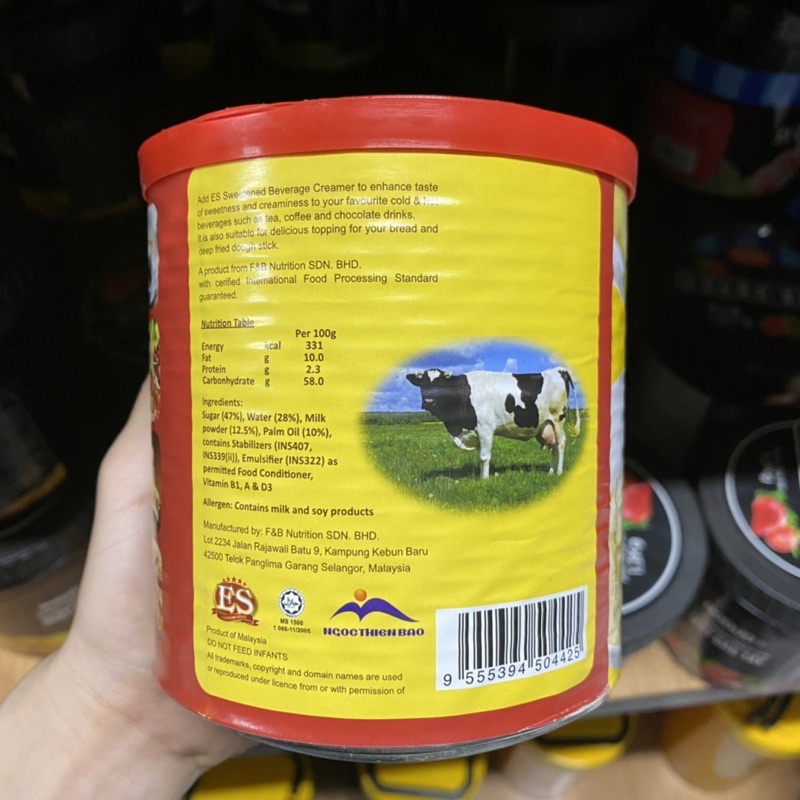 Add ES Sweetened Beverage Creamer to enhance taste
of sweetness and creaminess to your favourite cold &
beverages such as tea, coffee and chocolate drinks.
It is also suitable for delicious topping for your bread and
deep fried dough stick.
A product from F&B Nutrition SDN. BHD.
with cerified International Food Processing Standard
guaranteed.
Nutrition Table
Per 100g
Energy kcal 331
Fat g 10.0
Protein g 2.3
Carbonhydrate g 58.0
Ingredients:
Sugar (47%), Water (28%), Milk
powder (12.5%), Palm Oil (10%),
contains Stabilizers (INS407,
INS339(ii)), Emulsifier (INS322) as
permitted Food Conditioner,
Vitamin B1, A & D3
Allergen: Contains milk and soy products
Manufactured by: F&B Nutrition SDN. BHD.
Lot 2234 Jalan Rajawali Batu 9, Kampung Kebun Baru
42500 Telok Panglima Garang Selangor, Malaysia
ES
MS 1500
1 066-11/2005
NGOCTHIENBAO
9 555394 504425
Product of Malaysia
DO NOT FEED INFANTS
All trademarks, copyright and domain names are used
or reproduced under licence from or with permission of